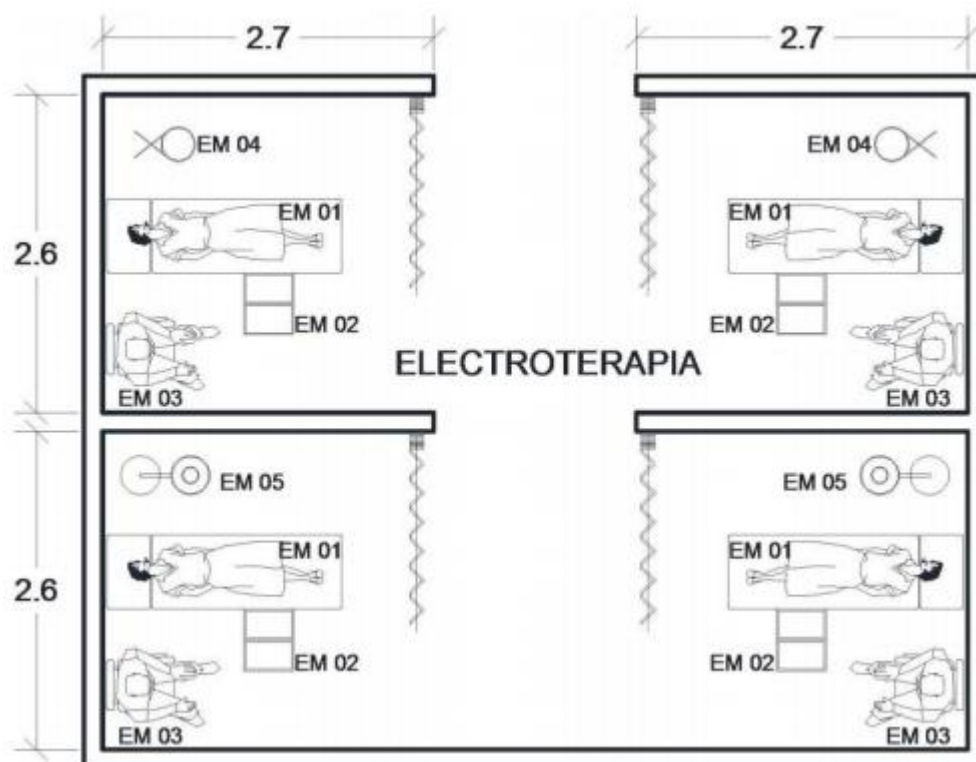 2.7 2.7
EM 04 EM 04
2.6 EM 01 EM 01
EM 02 EM 02
ELECTROTERAPIA
EM 03 EM 03
EM 05 EM 05
EM 01 EM 01
2.6
EM 02 EM 02
EM 03 EM 03